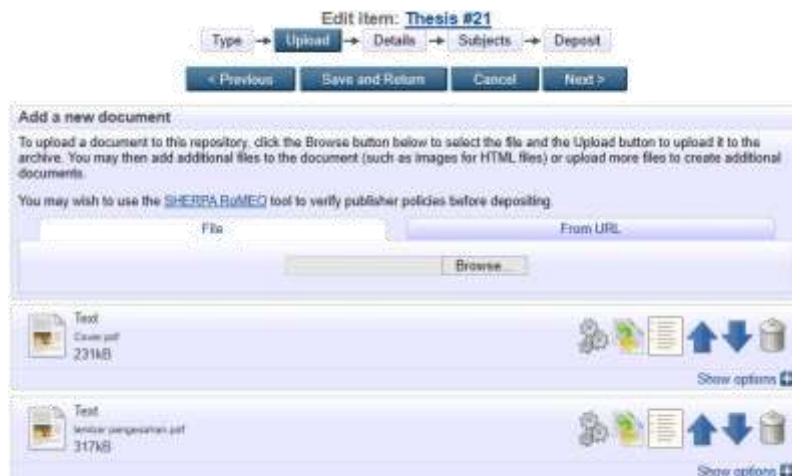 Edit item: Thesis #21
Type → Upload → Details → Subjects → Deposit
< Previous Save and Return Cancel Next >
Add a new document
To upload a document to this repository, click the Browse button below to select the file and the Upload button to upload it to the
archive. You may then add additional files to the document (such as images for HTML files) or upload more files to create additional
documents.
You may wish to use the SHERPA RoMEO tool to verify publisher policies before depositing.
File From URL
Browse...
Text
Cover.pdf
231kB
Show options
Text
lembar pengesahan.pdf
317kB
Show options